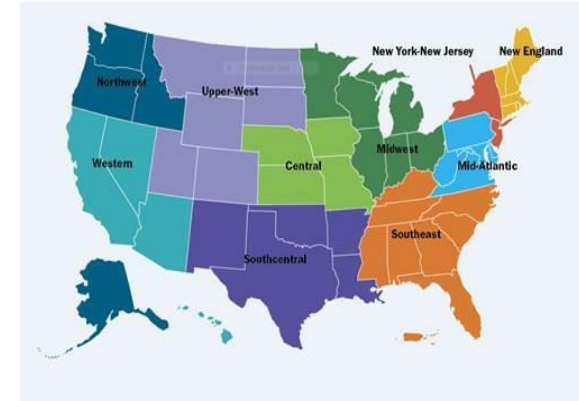 New York-New Jersey
New England
Northwest
Upper-West
Western
Central
Midwest
Mid-Atlantic
Southeast
Southcentral